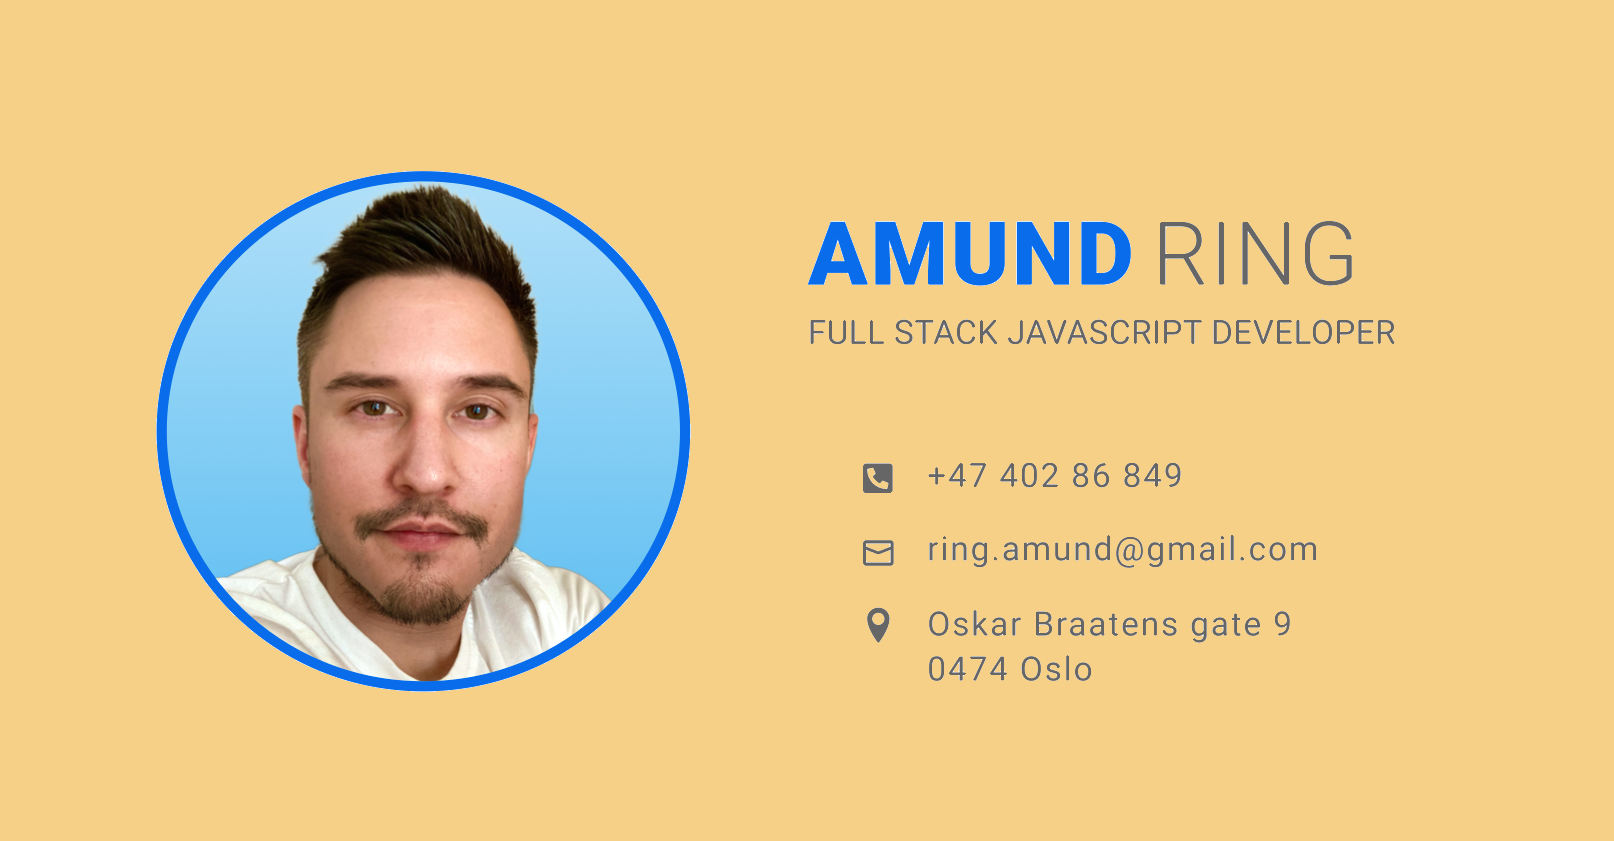 AMUND RING
FULL STACK JAVASCRIPT DEVELOPER
+47 402 86 849
ring.amund@gmail.com
Oskar Braatens gate 9
0474 Oslo